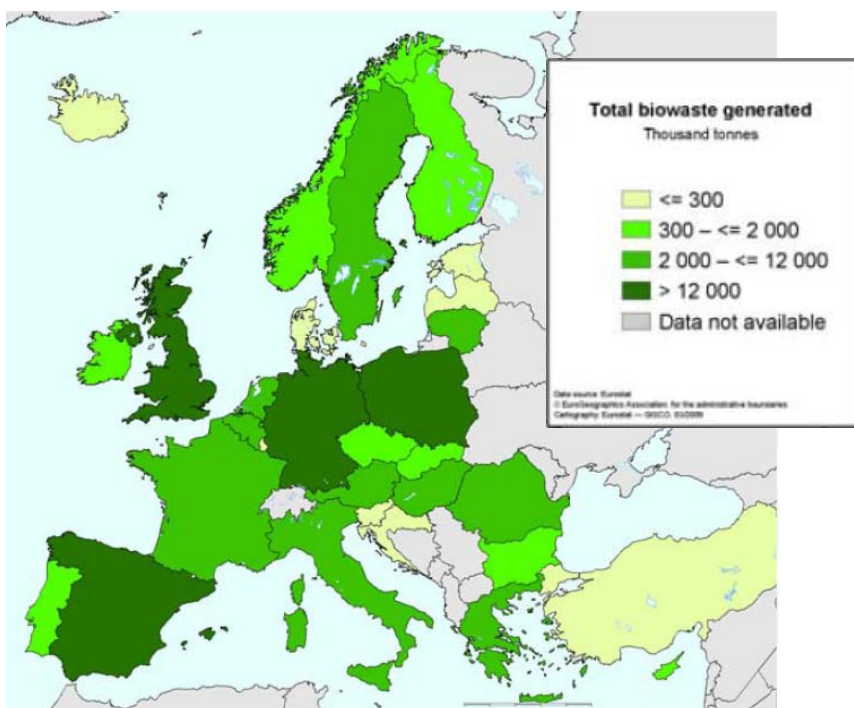 Total biowaste generated
Thousand tonnes
<= 300
300 – <= 2 000
2 000 – <= 12 000
> 12 000
Data not available
Data source: Eurostat
© EuroGeographics Association, for the administrative boundaries
Cartography: Eurostat — GISCO, 03/2009